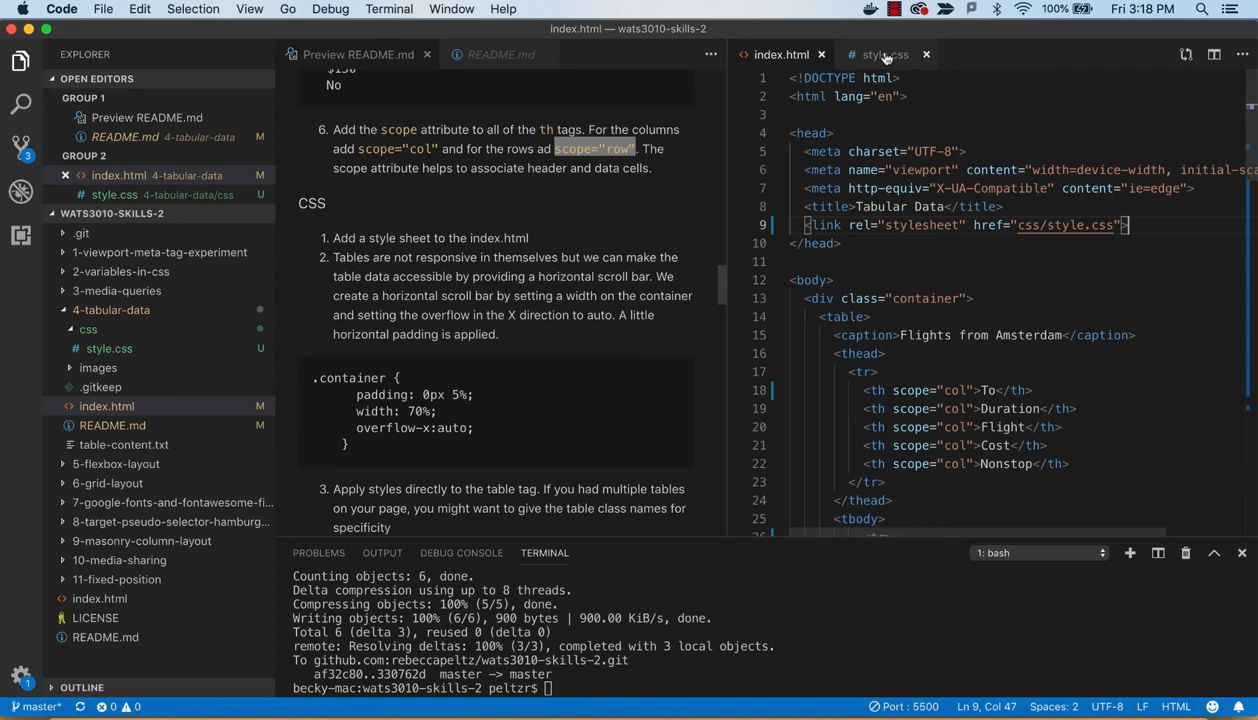 Code File Edit Selection View Go Debug Terminal Window Help 100% Fri 3:18 PM
index.html — wats3010-skills-2
EXPLORER
OPEN EDITORS
GROUP 1
Preview README.md
README.md 4-tabular-data M
GROUP 2
index.html 4-tabular-data M
style.css 4-tabular-data/css U
WATS3010-SKILLS-2
.git
1-viewport-meta-tag-experiment
2-variables-in-css
3-media-queries
4-tabular-data
css
style.css U
images
.gitkeep
index.html M
README.md M
table-content.txt
5-flexbox-layout
6-grid-layout
7-google-fonts-and-fontawesome-fi...
8-target-pseudo-selector-hamburg...
9-masonry-column-layout
10-media-sharing
11-fixed-position
index.html
LICENSE
README.md
OUTLINE
3
1
Preview README.md README.md
$150
No
6. Add the scope attribute to all of the th tags. For the columns
add scope="col" and for the rows ad scope="row". The
scope attribute helps to associate header and data cells.
CSS
1. Add a style sheet to the index.html
2. Tables are not responsive in themselves but we can make the
table data accessible by providing a horizontal scroll bar. We
create a horizontal scroll bar by setting a width on the container
and setting the overflow in the X direction to auto. A little
horizontal padding is applied.
.container {
padding: 0px 5%;
width: 70%;
overflow-x:auto;
}
3. Apply styles directly to the table tag. If you had multiple tables
on your page, you might want to give the table class names for
specificity
index.html style.css
1 <!DOCTYPE html>
2 <html lang="en">
3
4 <head>
5 <meta charset="UTF-8">
6 <meta name="viewport" content="width=device-width, initial-sca
7 <meta http-equiv="X-UA-Compatible" content="ie=edge">
8 <title>Tabular Data</title>
9 <link rel="stylesheet" href="css/style.css">
10 </head>
11
12 <body>
13 <div class="container">
14 <table>
15 <caption>Flights from Amsterdam</caption>
16 <thead>
17 <tr>
18 <th scope="col">To</th>
19 <th scope="col">Duration</th>
20 <th scope="col">Flight</th>
21 <th scope="col">Cost</th>
22 <th scope="col">Nonstop</th>
23 </tr>
24 </thead>
25 <tbody>
26 <tr>
PROBLEMS OUTPUT DEBUG CONSOLE TERMINAL 1: bash
Counting objects: 6, done.
Delta compression using up to 8 threads.
Compressing objects: 100% (5/5), done.
Writing objects: 100% (6/6), 900 bytes | 900.00 KiB/s, done.
Total 6 (delta 3), reused 0 (delta 0)
remote: Resolving deltas: 100% (3/3), completed with 3 local objects.
To github.com:rebeccapeltz/wats3010-skills-2.git
af32c80..330762d master -> master
becky-mac:wats3010-skills-2 peltzr$
master* 0 0 Port : 5500 Ln 9, Col 47 Spaces: 2 UTF-8 LF HTML